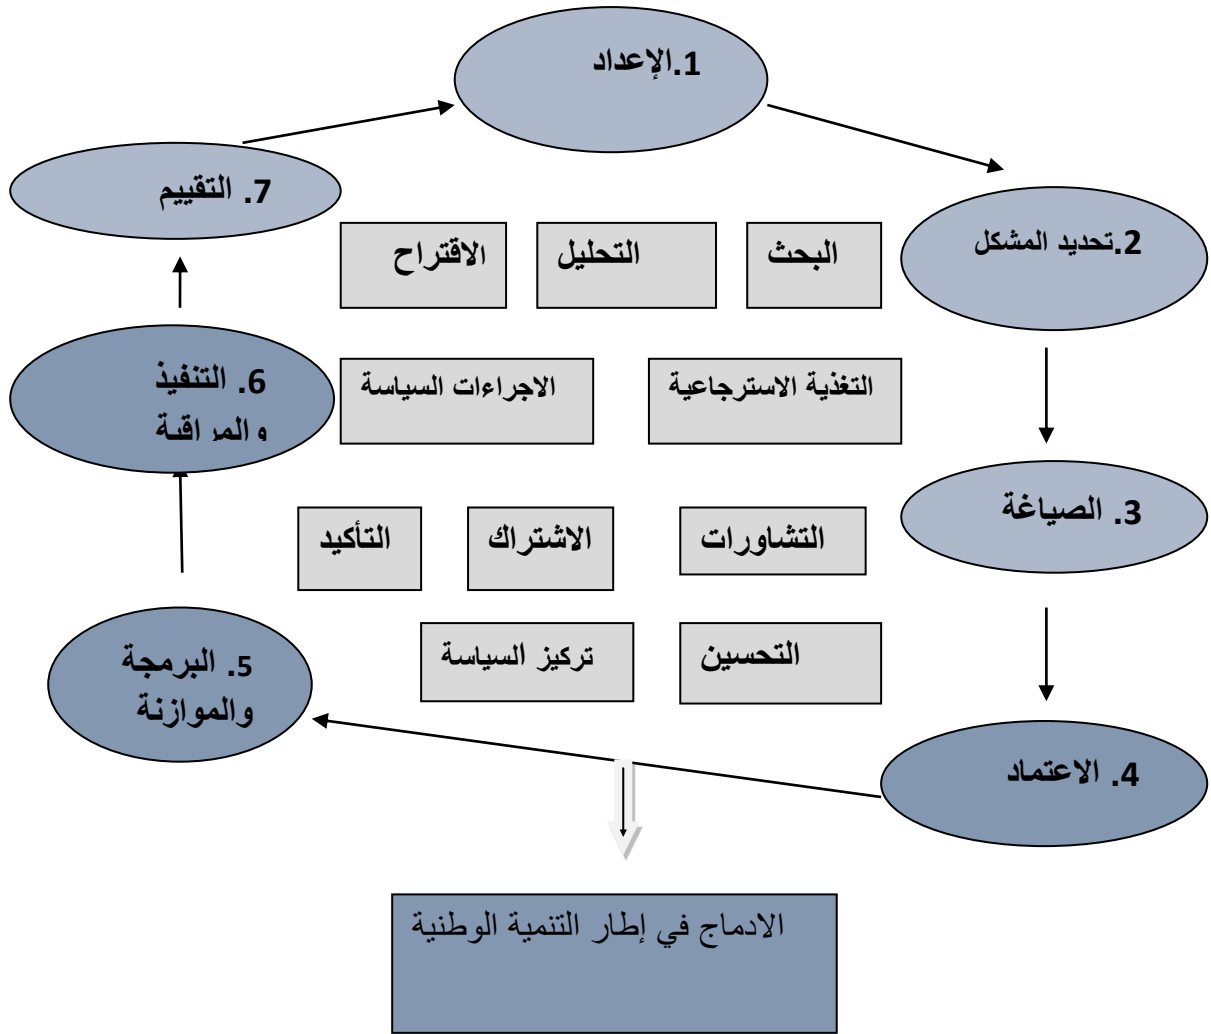 1.الإعداد
2.تحديد المشكل
7. التقييم
البحث
التحليل
الاقتراح
6. التنفيذ
والمراقبة
التغذية الاسترجاعية
الاجراءات السياسة
3. الصياغة
التشاورات
الاشتراك
التأكيد
5. البرمجة
والموازنة
التحسين
تركيز السياسة
4. الاعتماد
الادماج في إطار التنمية الوطنية